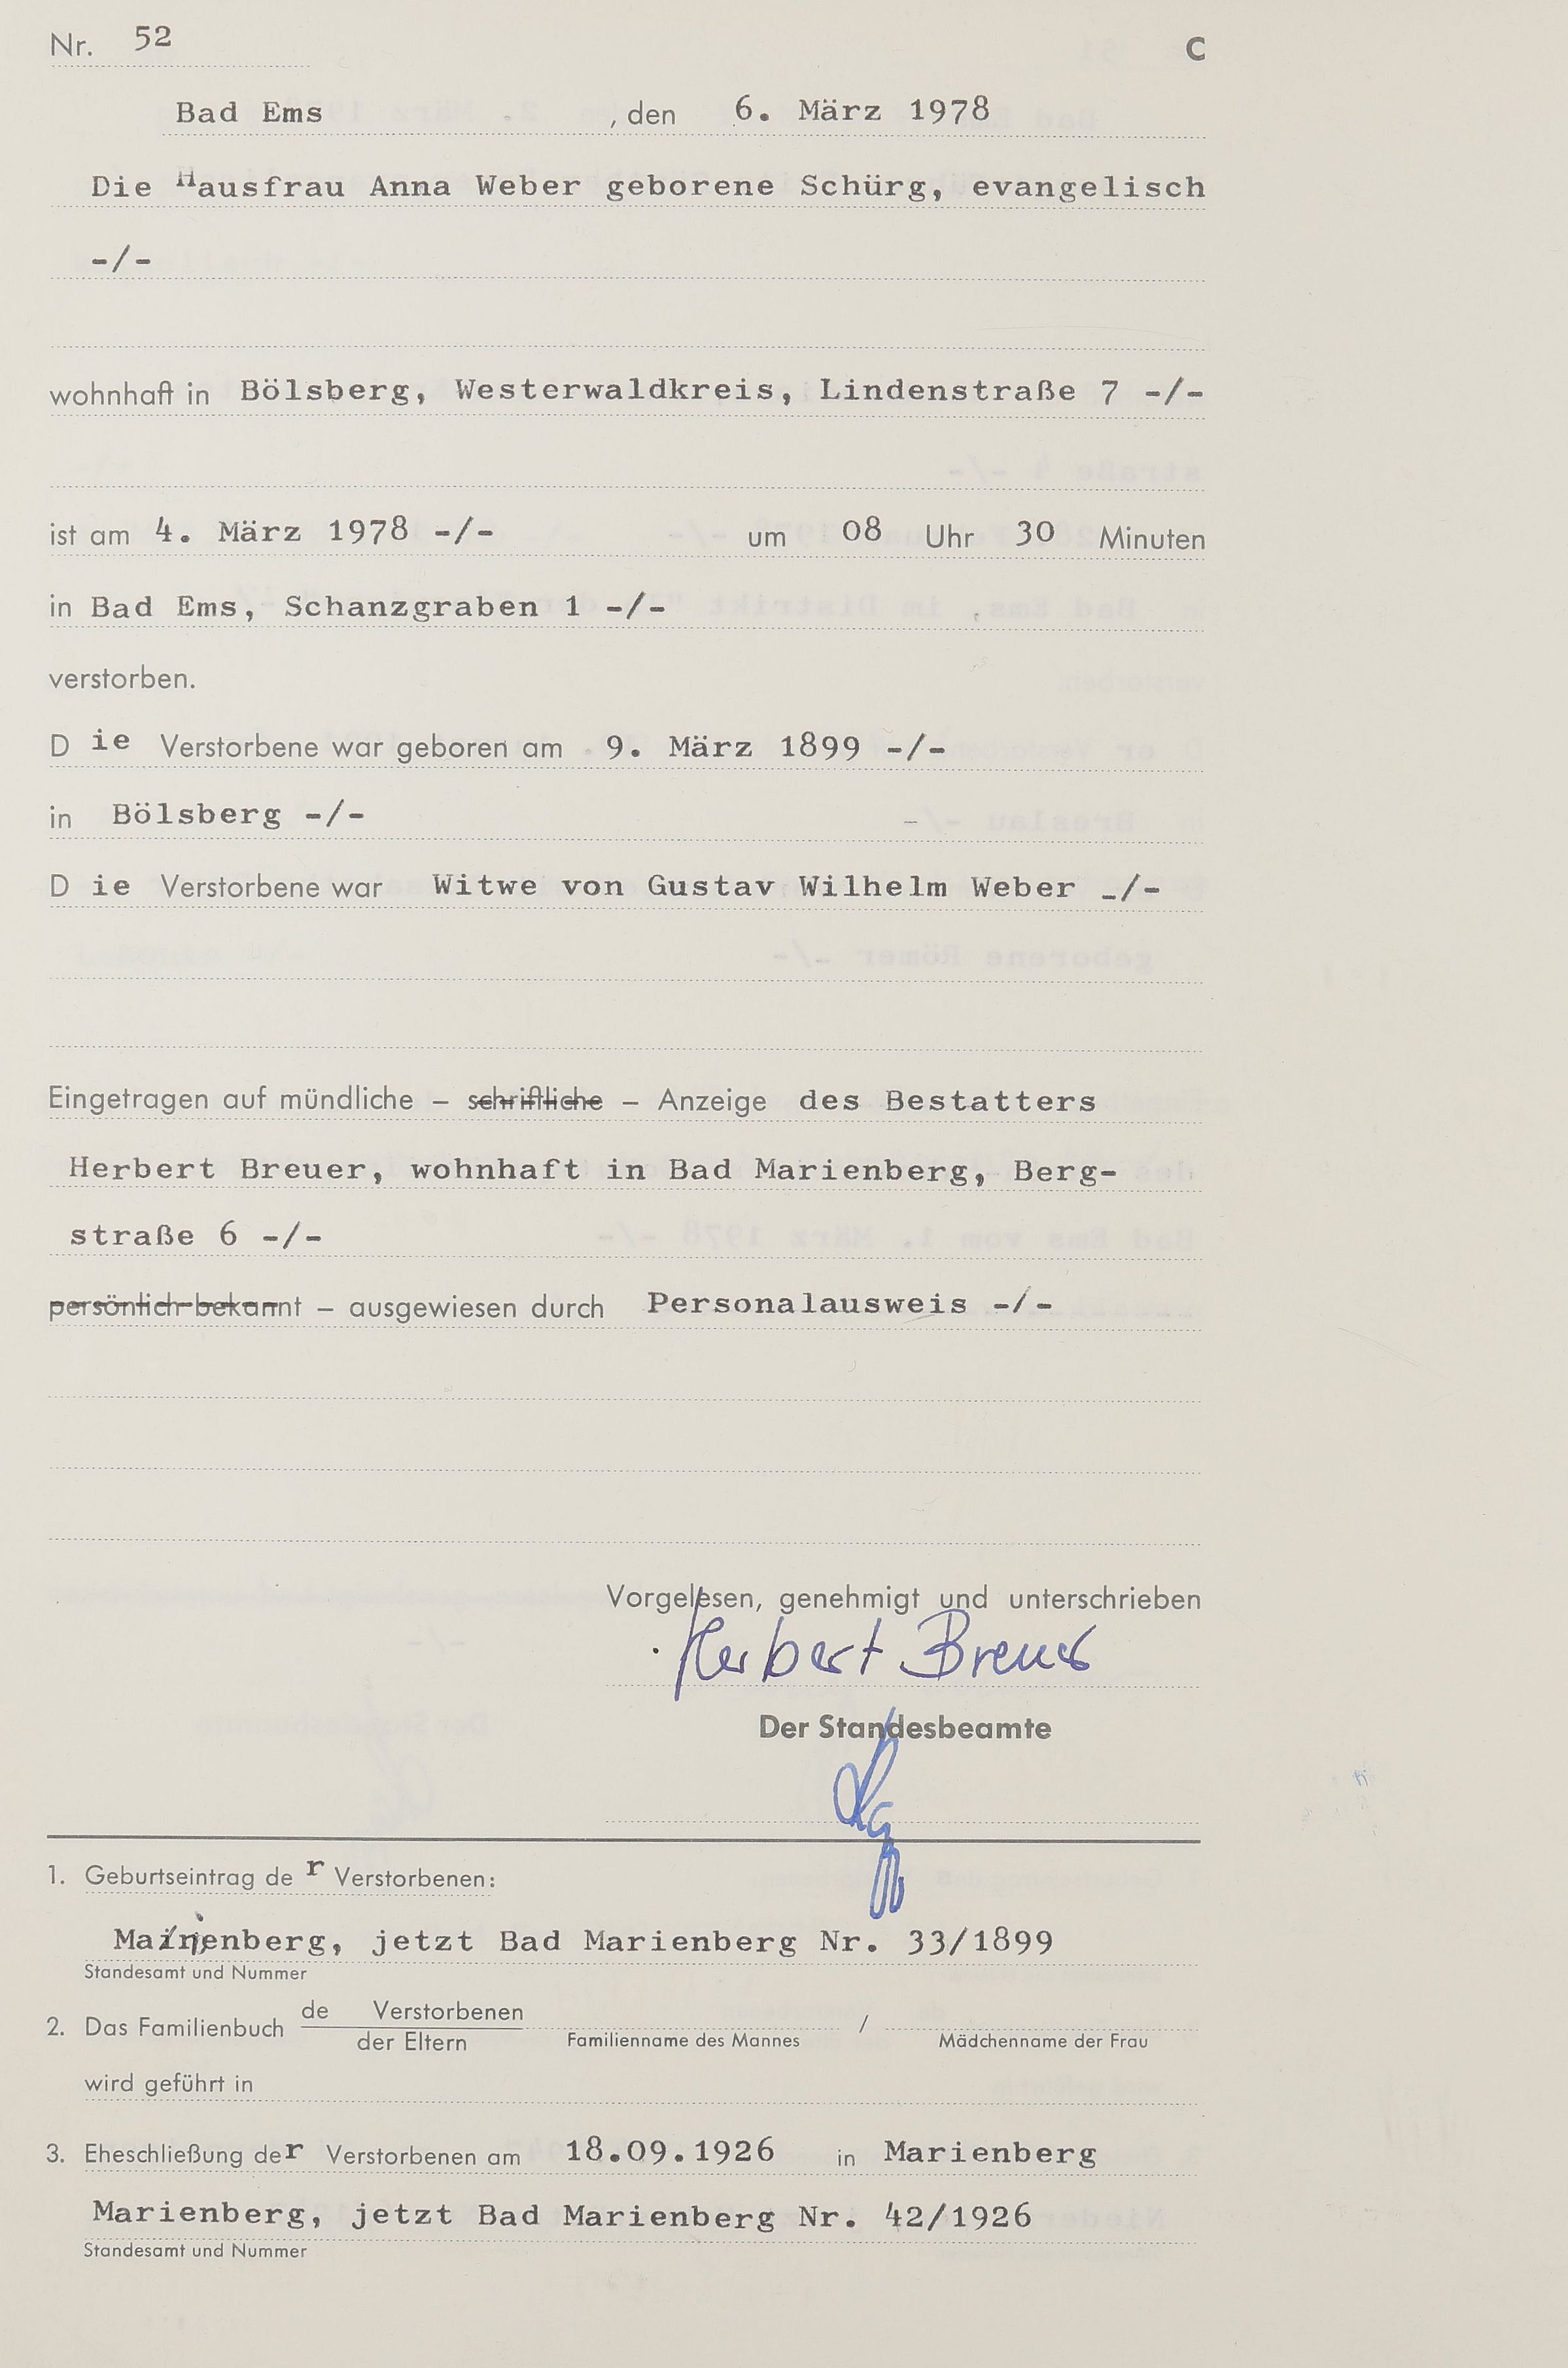 Nr. 52 C
Bad Ems , den 6. März 1978
Die Hausfrau Anna Weber geborene Schürg, evangelisch
-/-
wohnhaft in Bölsberg, Westerwaldkreis, Lindenstraße 7 -/-
ist am 4. März 1978 -/- um 08 Uhr 30 Minuten
in Bad Ems, Schanzgraben 1 -/-
verstorben.
D ie Verstorbene war geboren am 9. März 1899 -/-
in Bölsberg -/-
D ie Verstorbene war Witwe von Gustav Wilhelm Weber -/-
Eingetragen auf mündliche – schriftliche – Anzeige des Bestatters
Herbert Breuer, wohnhaft in Bad Marienberg, Berg-
straße 6 -/-
persönlich bekannt – ausgewiesen durch Personalausweis -/-
Vorgelesen, genehmigt und unterschrieben
Herbert Breuer
Der Standesbeamte
1. Geburtseintrag de r Verstorbenen:
Marienberg, jetzt Bad Marienberg Nr. 33/1899
Standesamt und Nummer
2. Das Familienbuch de Verstorbenen
der Eltern
/
Familienname des Mannes Mädchenname der Frau
wird geführt in
3. Eheschließung der Verstorbenen am 18.09.1926 in Marienberg
Marienberg, jetzt Bad Marienberg Nr. 42/1926
Standesamt und Nummer